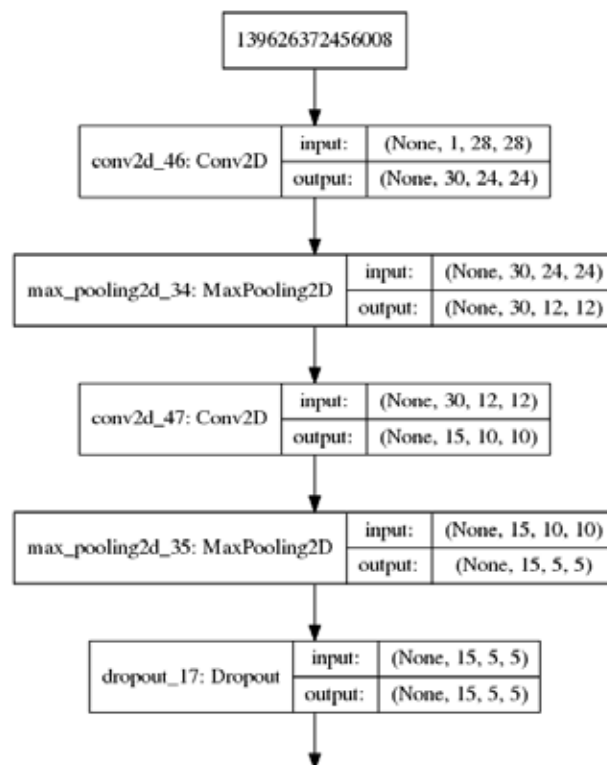 139626372456008
conv2d_46: Conv2D
input: (None, 1, 28, 28)
output: (None, 30, 24, 24)
max_pooling2d_34: MaxPooling2D
input: (None, 30, 24, 24)
output: (None, 30, 12, 12)
conv2d_47: Conv2D
input: (None, 30, 12, 12)
output: (None, 15, 10, 10)
max_pooling2d_35: MaxPooling2D
input: (None, 15, 10, 10)
output: (None, 15, 5, 5)
dropout_17: Dropout
input: (None, 15, 5, 5)
output: (None, 15, 5, 5)